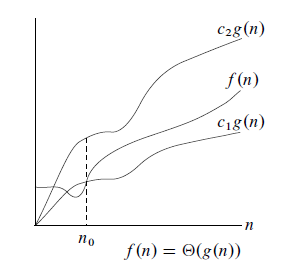 c₂g(n)
f(n)
c₁g(n)
n
n₀
f(n) = Θ(g(n))